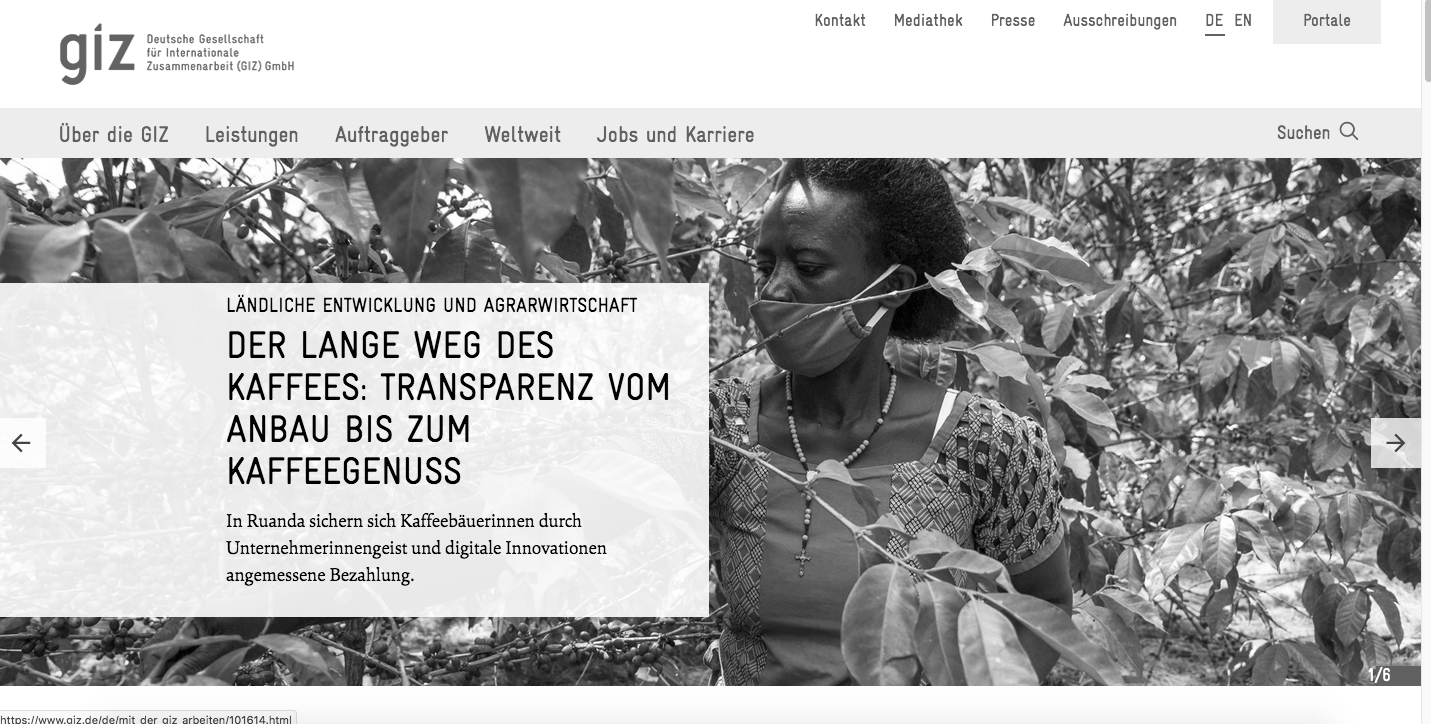 giz
Deutsche Gesellschaft
für Internationale
Zusammenarbeit (GIZ) GmbH
Kontakt Mediathek Presse Ausschreibungen DE EN Portale
Über die GIZ Leistungen Auftraggeber Weltweit Jobs und Karriere Suchen
LÄNDLICHE ENTWICKLUNG UND AGRARWIRTSCHAFT
DER LANGE WEG DES
KAFFEES: TRANSPARENZ VOM
ANBAU BIS ZUM
KAFFEEGENUSS
In Ruanda sichern sich Kaffeebäuerinnen durch
Unternehmerinnengeist und digitale Innovationen
angemessene Bezahlung.
1/6
https://www.giz.de/de/mit_der_giz_arbeiten/101614.html